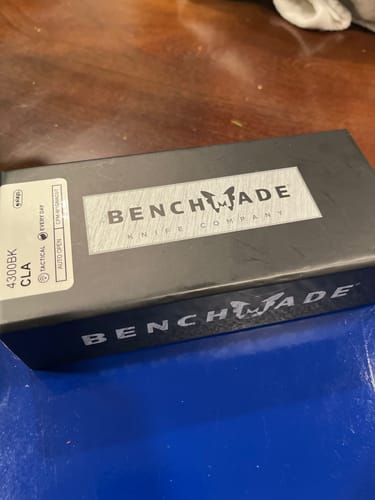 BENCHMADE
KNIFE COMPANY
BENCHMADE
4300BK
CLA
TACTICAL EVERY DAY
AUTO OPEN